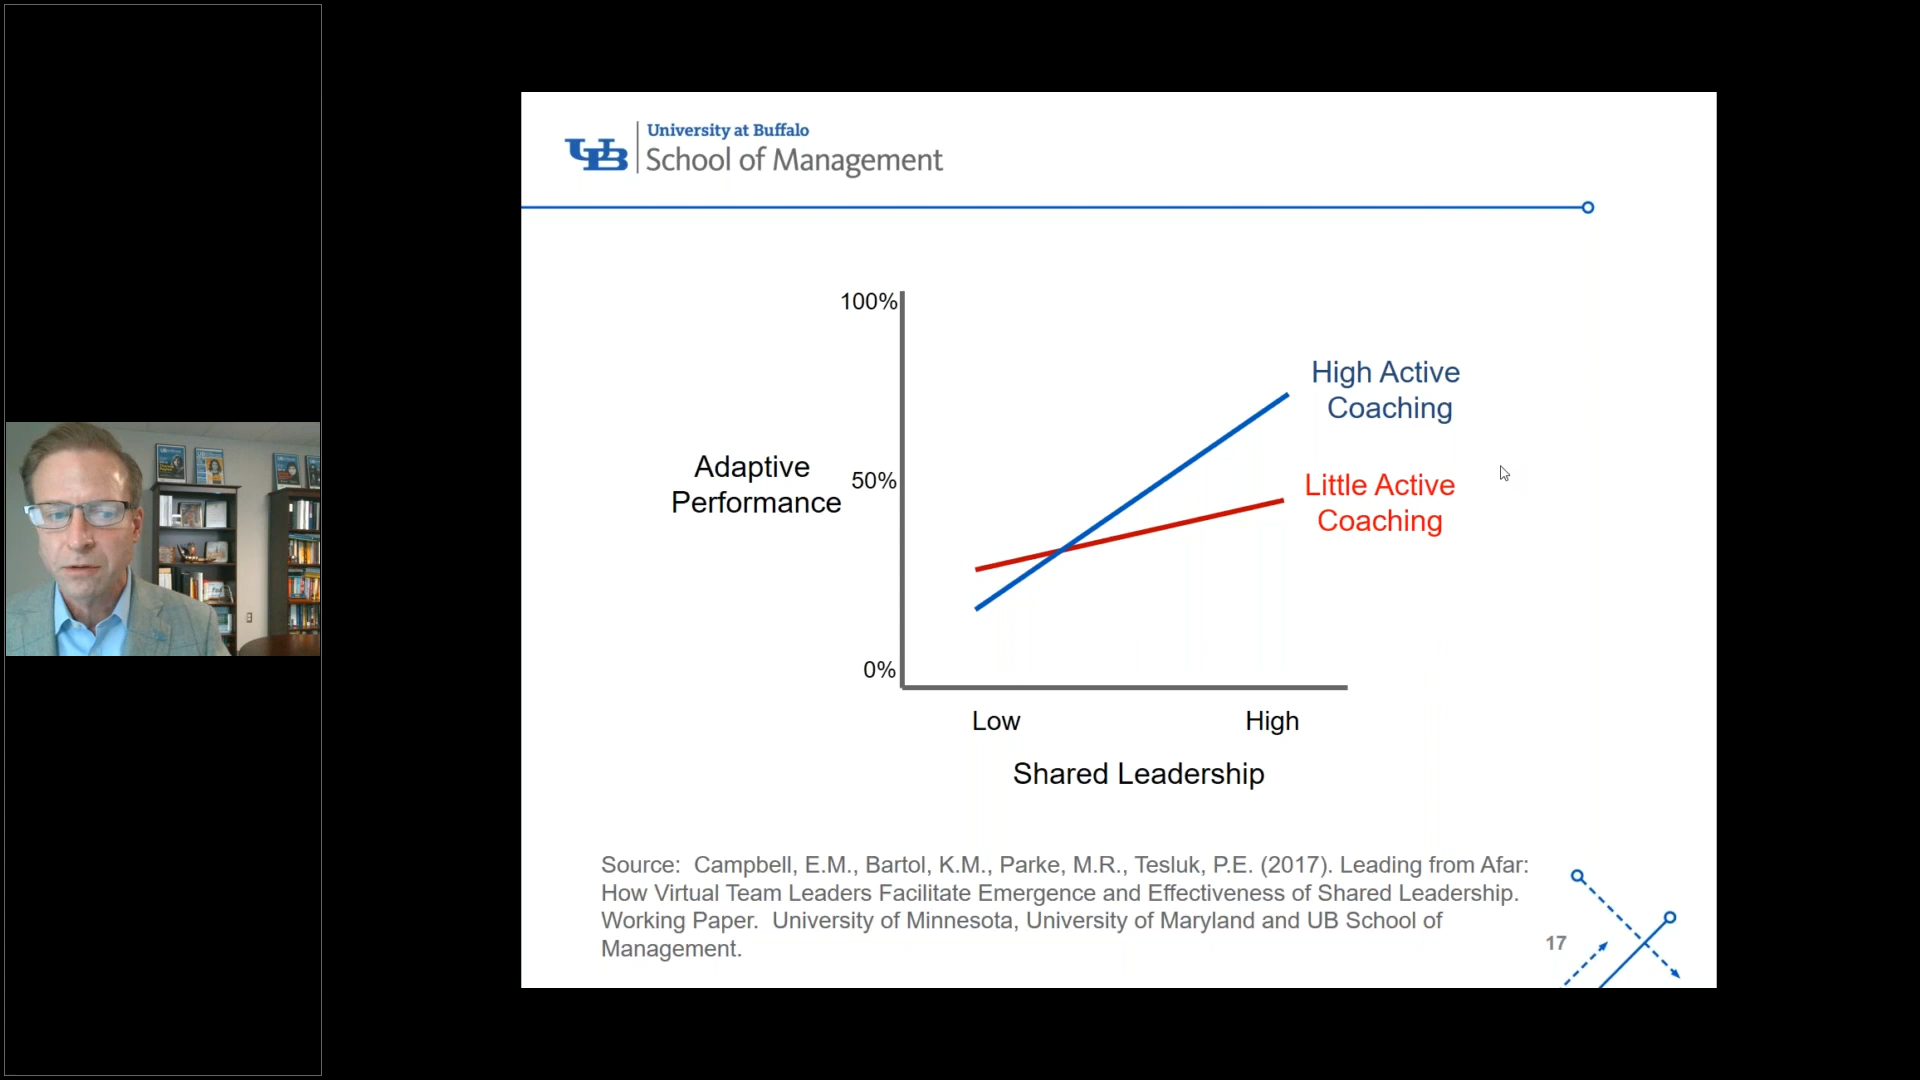 University at Buffalo
UB
School of Management
100%
High Active
Coaching
Adaptive
Performance
50%
Little Active
Coaching
0%
Low
High
Shared Leadership
Source:  Campbell, E.M., Bartol, K.M., Parke, M.R., Tesluk, P.E. (2017). Leading from Afar:
How Virtual Team Leaders Facilitate Emergence and Effectiveness of Shared Leadership.
Working Paper.  University of Minnesota, University of Maryland and UB School of
Management.
17